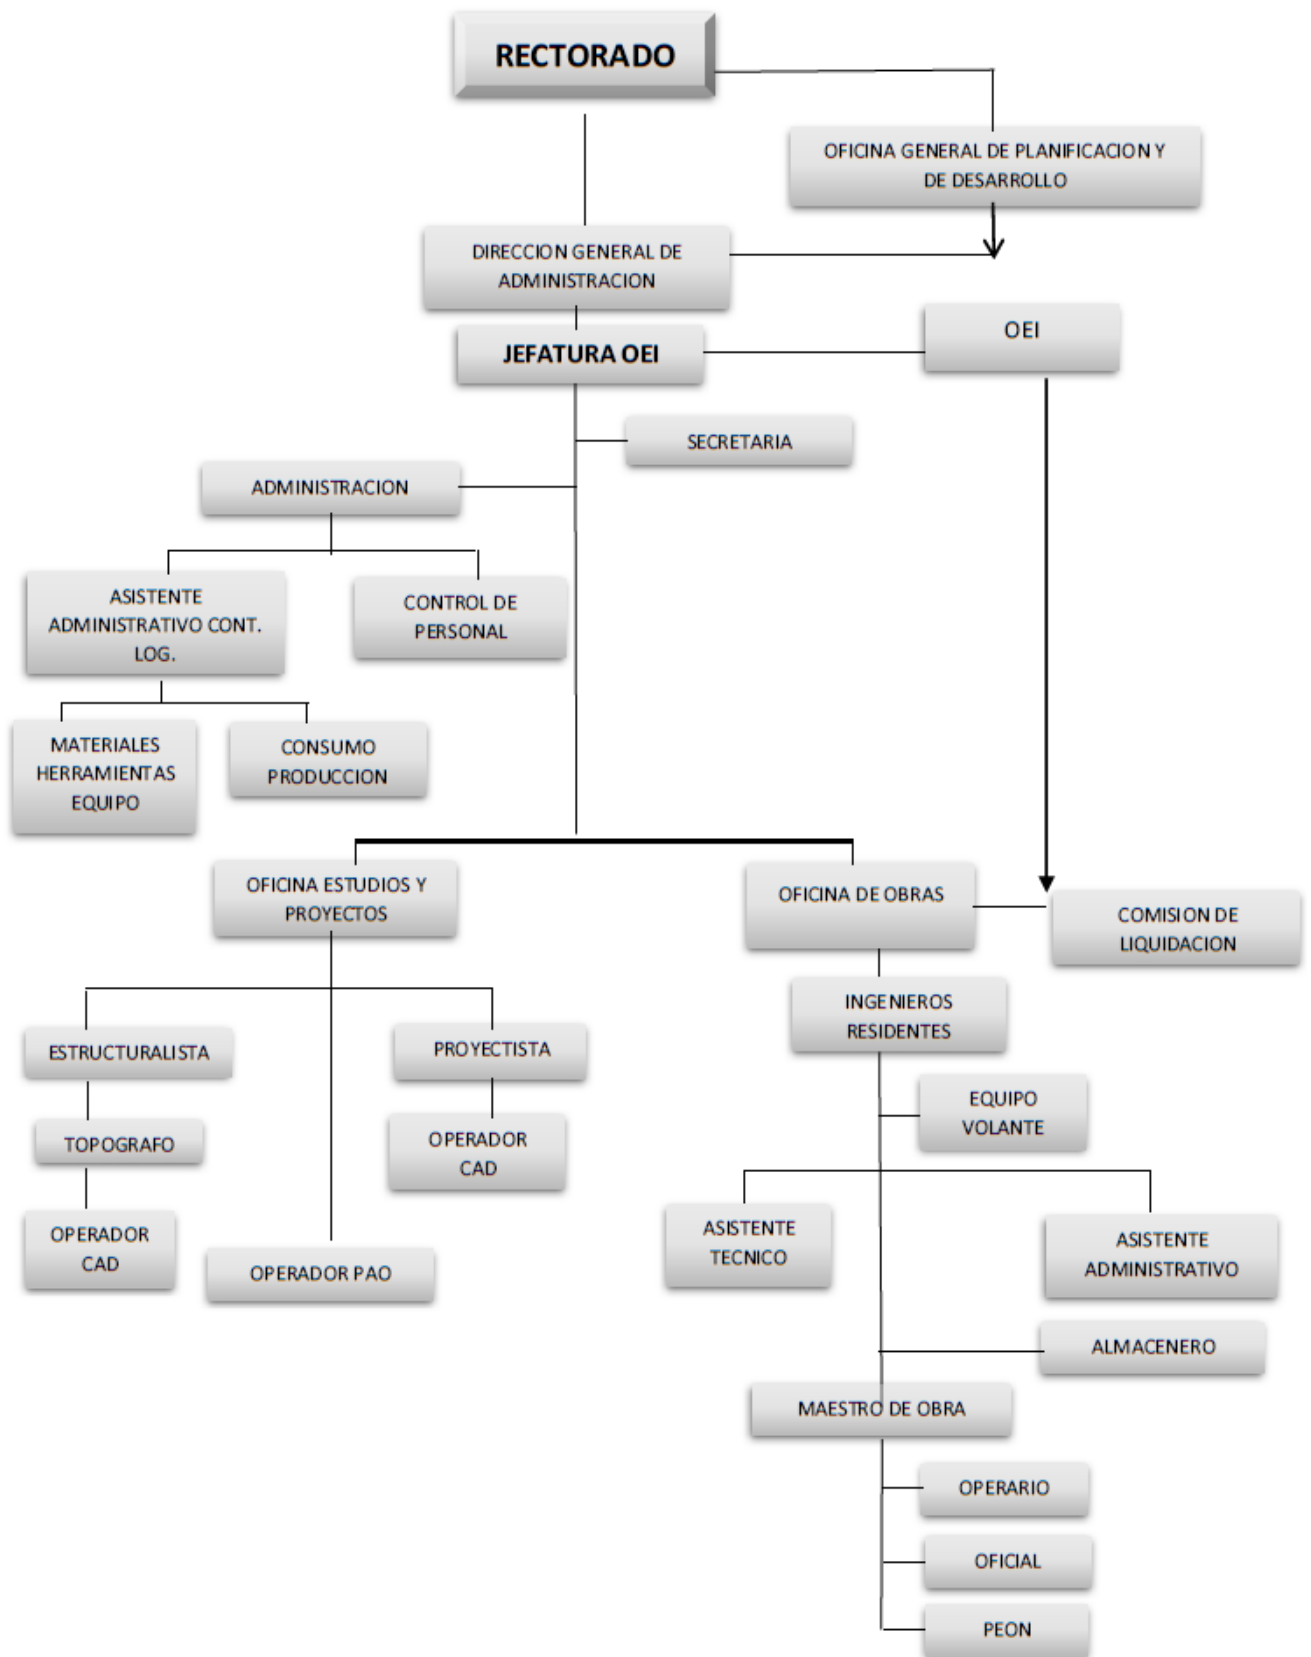 RECTORADO
OFICINA GENERAL DE PLANIFICACION Y
DE DESARROLLO
DIRECCION GENERAL DE
ADMINISTRACION
OEI
JEFATURA OEI
SECRETARIA
ADMINISTRACION
ASISTENTE
ADMINISTRATIVO CONT.
LOG.
CONTROL DE
PERSONAL
MATERIALES
HERRAMIENTAS
EQUIPO
CONSUMO
PRODUCCION
OFICINA ESTUDIOS Y
PROYECTOS
OFICINA DE OBRAS
COMISION DE
LIQUIDACION
INGENIEROS
RESIDENTES
ESTRUCTURALISTA
PROYECTISTA
EQUIPO
VOLANTE
TOPOGRAFO
OPERADOR
CAD
OPERADOR
CAD
OPERADOR PAO
ASISTENTE
TECNICO
ASISTENTE
ADMINISTRATIVO
ALMACENERO
MAESTRO DE OBRA
OPERARIO
OFICIAL
PEON